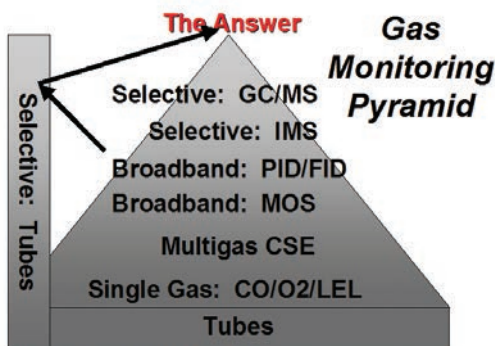 The Answer
Gas
Monitoring
Pyramid
Selective: Tubes
Selective: GC/MS
Selective: IMS
Broadband: PID/FID
Broadband: MOS
Multigas CSE
Single Gas: CO/O2/LEL
Tubes